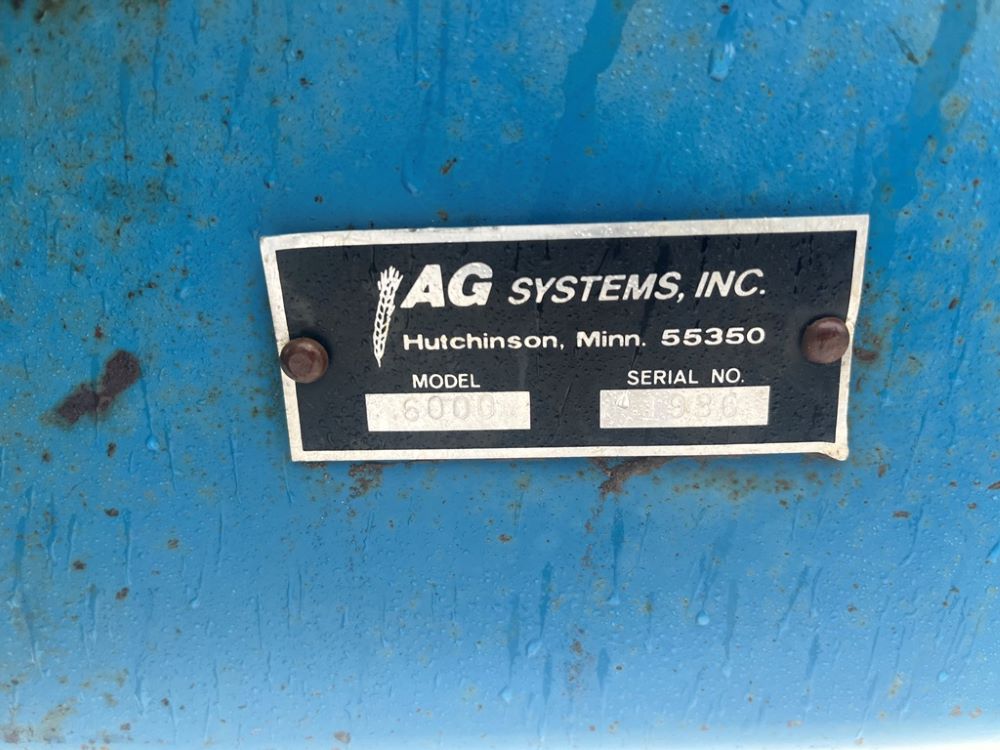 AG SYSTEMS, INC.
Hutchinson, Minn. 55350
MODEL
6000
SERIAL NO.